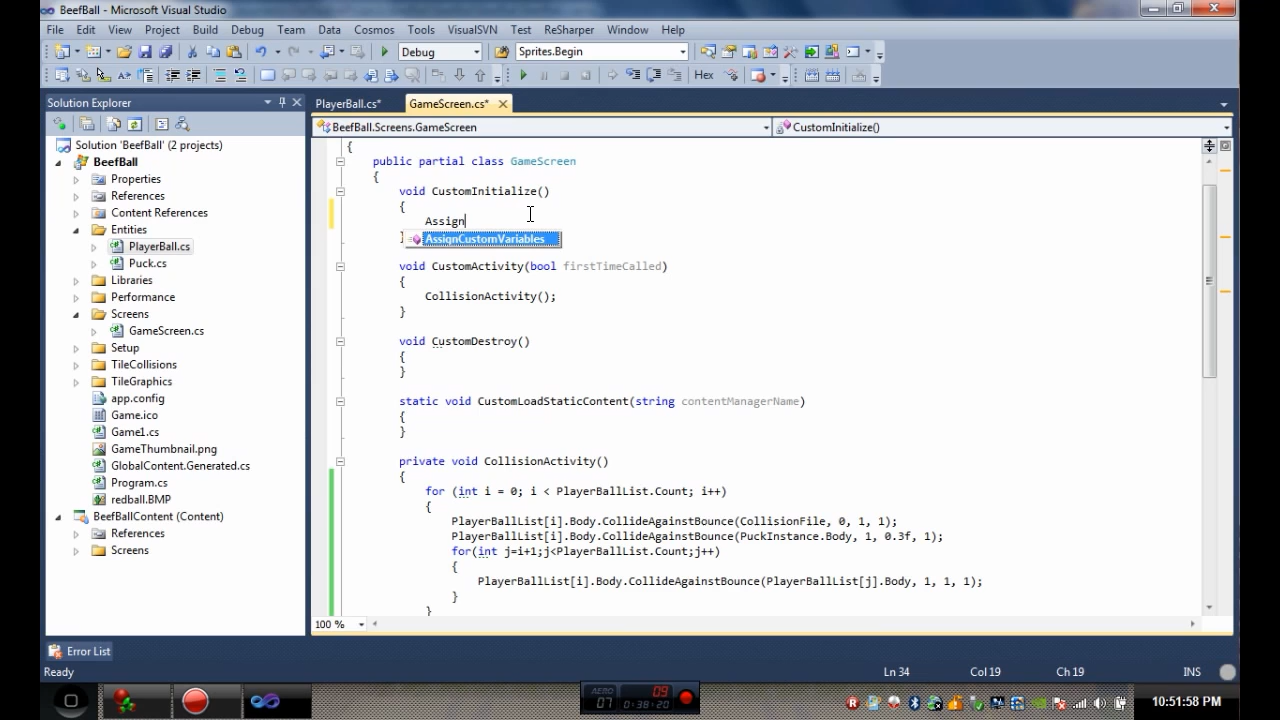 BeefBall - Microsoft Visual Studio
File Edit View Project Build Debug Team Data Cosmos Tools VisualSVN Test ReSharper Window Help
Debug Sprites.Begin
Hex
Solution Explorer
PlayerBall.cs* GameScreen.cs*
BeefBall.Screens.GameScreen CustomInitialize()
Solution 'BeefBall' (2 projects)
BeefBall
Properties
References
Content References
Entities
PlayerBall.cs
Puck.cs
Libraries
Performance
Screens
GameScreen.cs
Setup
TileCollisions
TileGraphics
app.config
Game.ico
Game1.cs
GameThumbnail.png
GlobalContent.Generated.cs
Program.cs
redball.BMP
BeefBallContent (Content)
References
Screens
{
public partial class GameScreen
{
void CustomInitialize()
{
Assign
AssignCustomVariables
}
void CustomActivity(bool firstTimeCalled)
{
CollisionActivity();
}
void CustomDestroy()
{
}
static void CustomLoadStaticContent(string contentManagerName)
{
}
private void CollisionActivity()
{
for (int i = 0; i < PlayerBallList.Count; i++)
{
PlayerBallList[i].Body.CollideAgainstBounce(CollisionFile, 0, 1, 1);
PlayerBallList[i].Body.CollideAgainstBounce(PuckInstance.Body, 1, 0.3f, 1);
for(int j=i+1;j<PlayerBallList.Count;j++)
{
PlayerBallList[i].Body.CollideAgainstBounce(PlayerBallList[j].Body, 1, 1, 1);
}
}
100 %
Error List
Ready Ln 34 Col 19 Ch 19 INS
AERO 07 09 0:38:20
10:51:58 PM